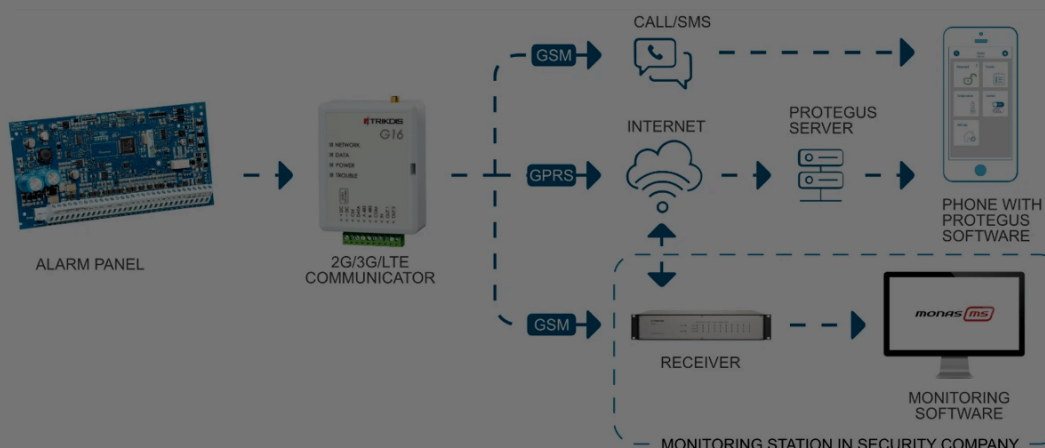 ALARM PANEL
TRIKDIS
G16
NETWORK
DATA
POWER
TROUBLE
2G/3G/LTE
COMMUNICATOR
GSM
CALL/SMS
GPRS
INTERNET
PROTEGUS
SERVER
PHONE WITH
PROTEGUS
SOFTWARE
GSM
RECEIVER
MONAS MS
MONITORING
SOFTWARE
MONITORING STATION IN SECURITY COMPANY